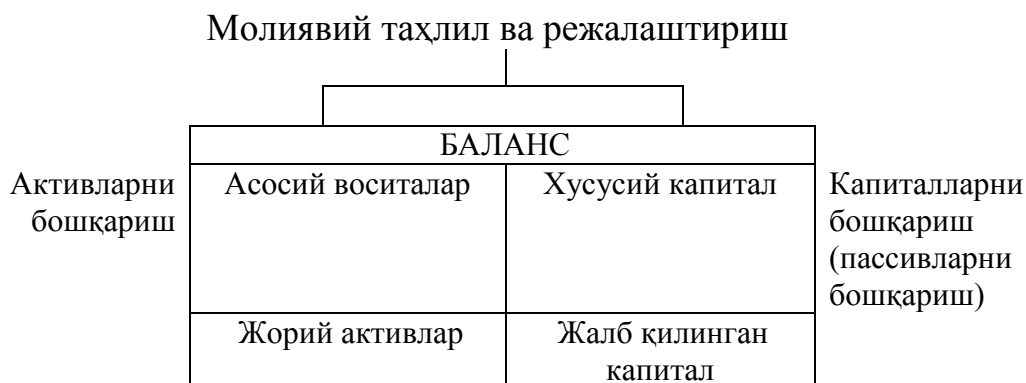 Молиявий таҳлил ва режалаштириш
БАЛАНС
Активларни
бошқариш
Асосий воситалар
Хусусий капитал
Капиталларни
бошқариш
(пассивларни
бошқариш)
Жорий активлар
Жалб қилинган
капитал